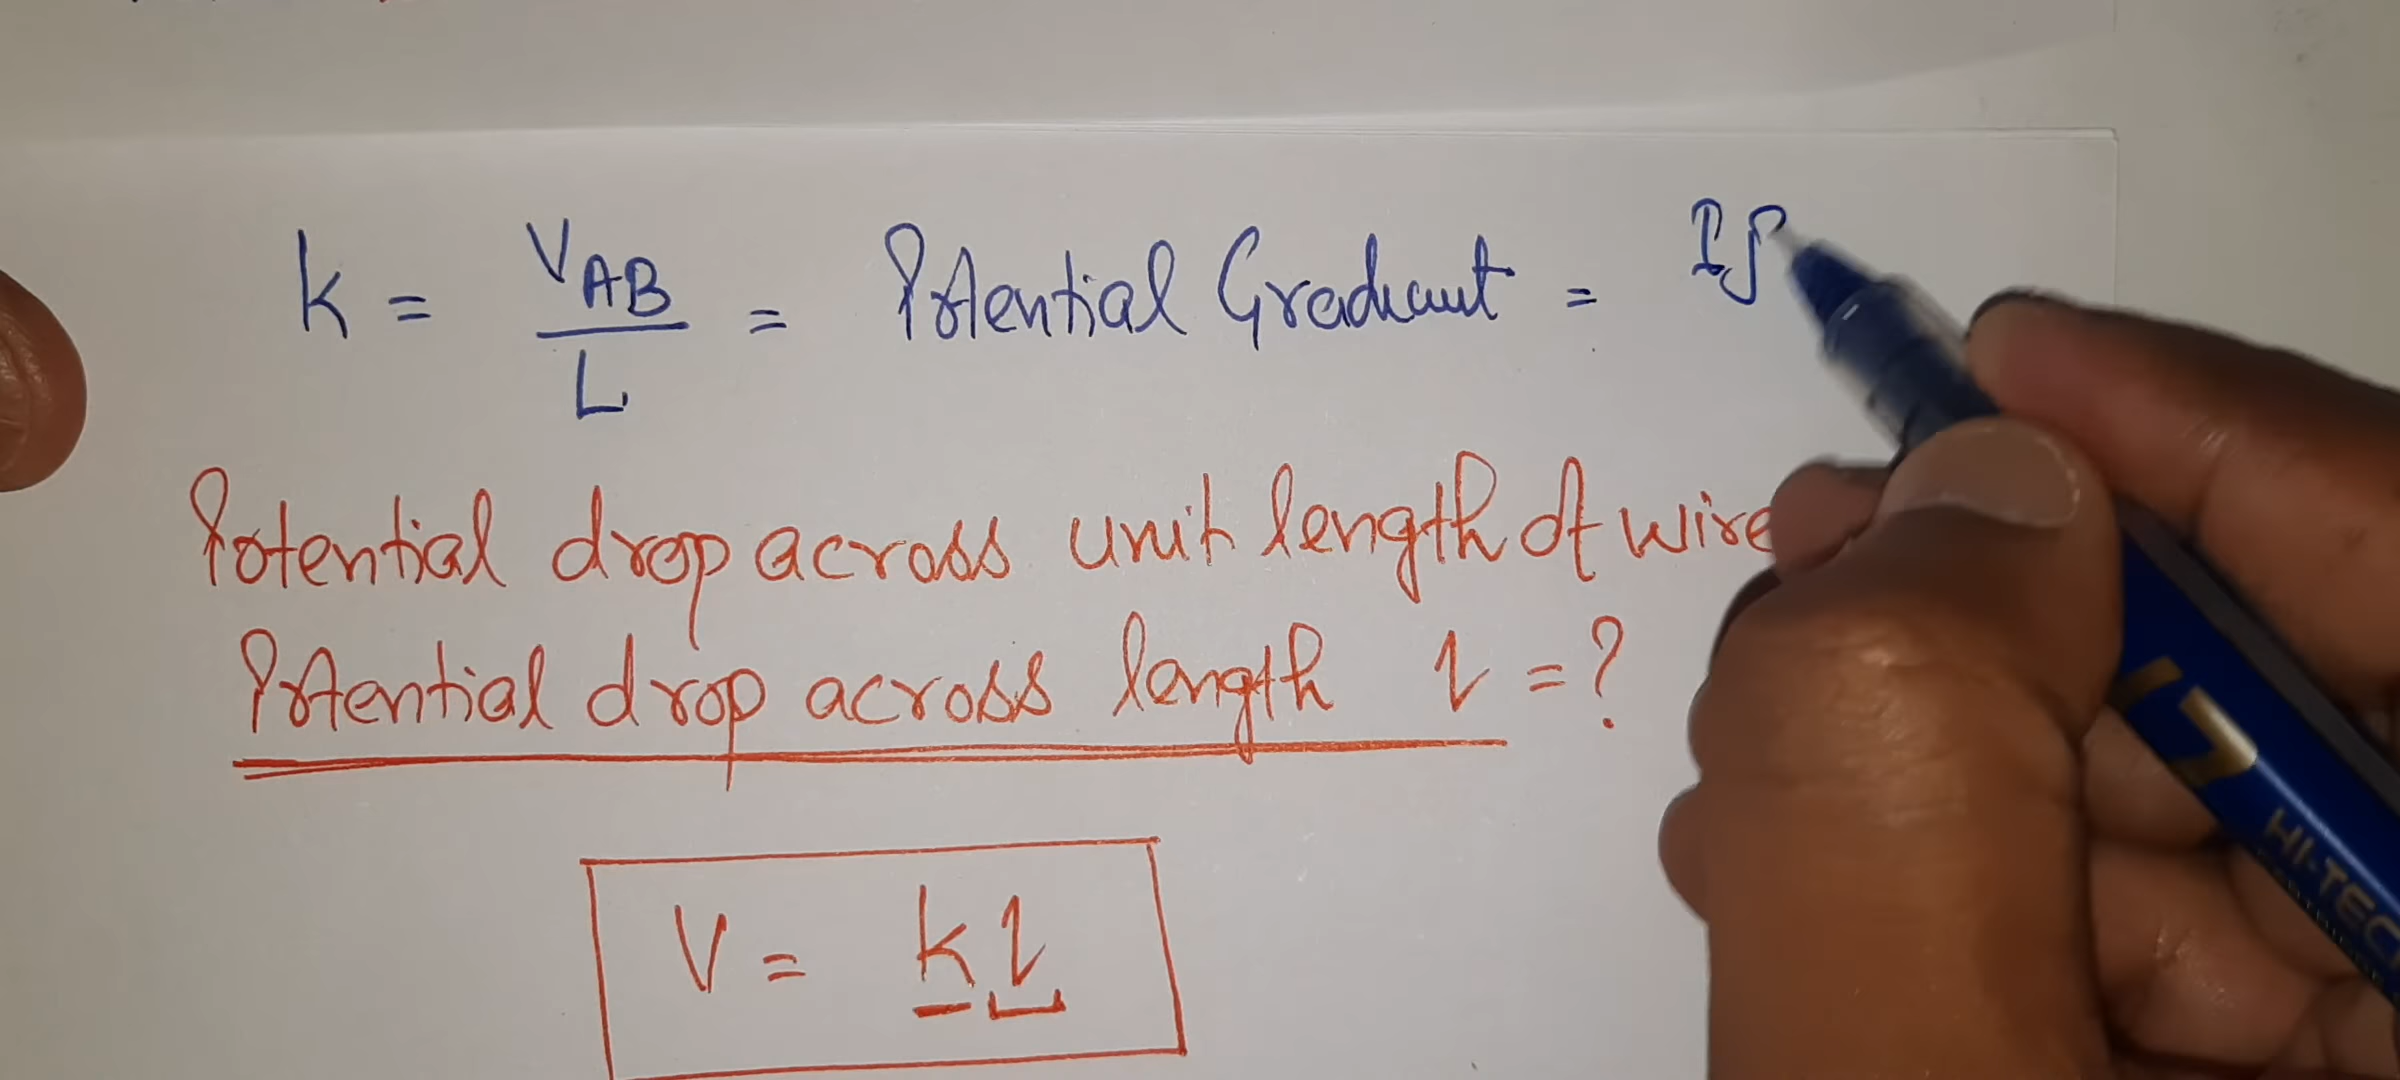 k = V_AB / L = Potential Gradient = Iρ
Potential drop across unit length of wire
Potential drop across length l = ?
V = kl
HI-TEC